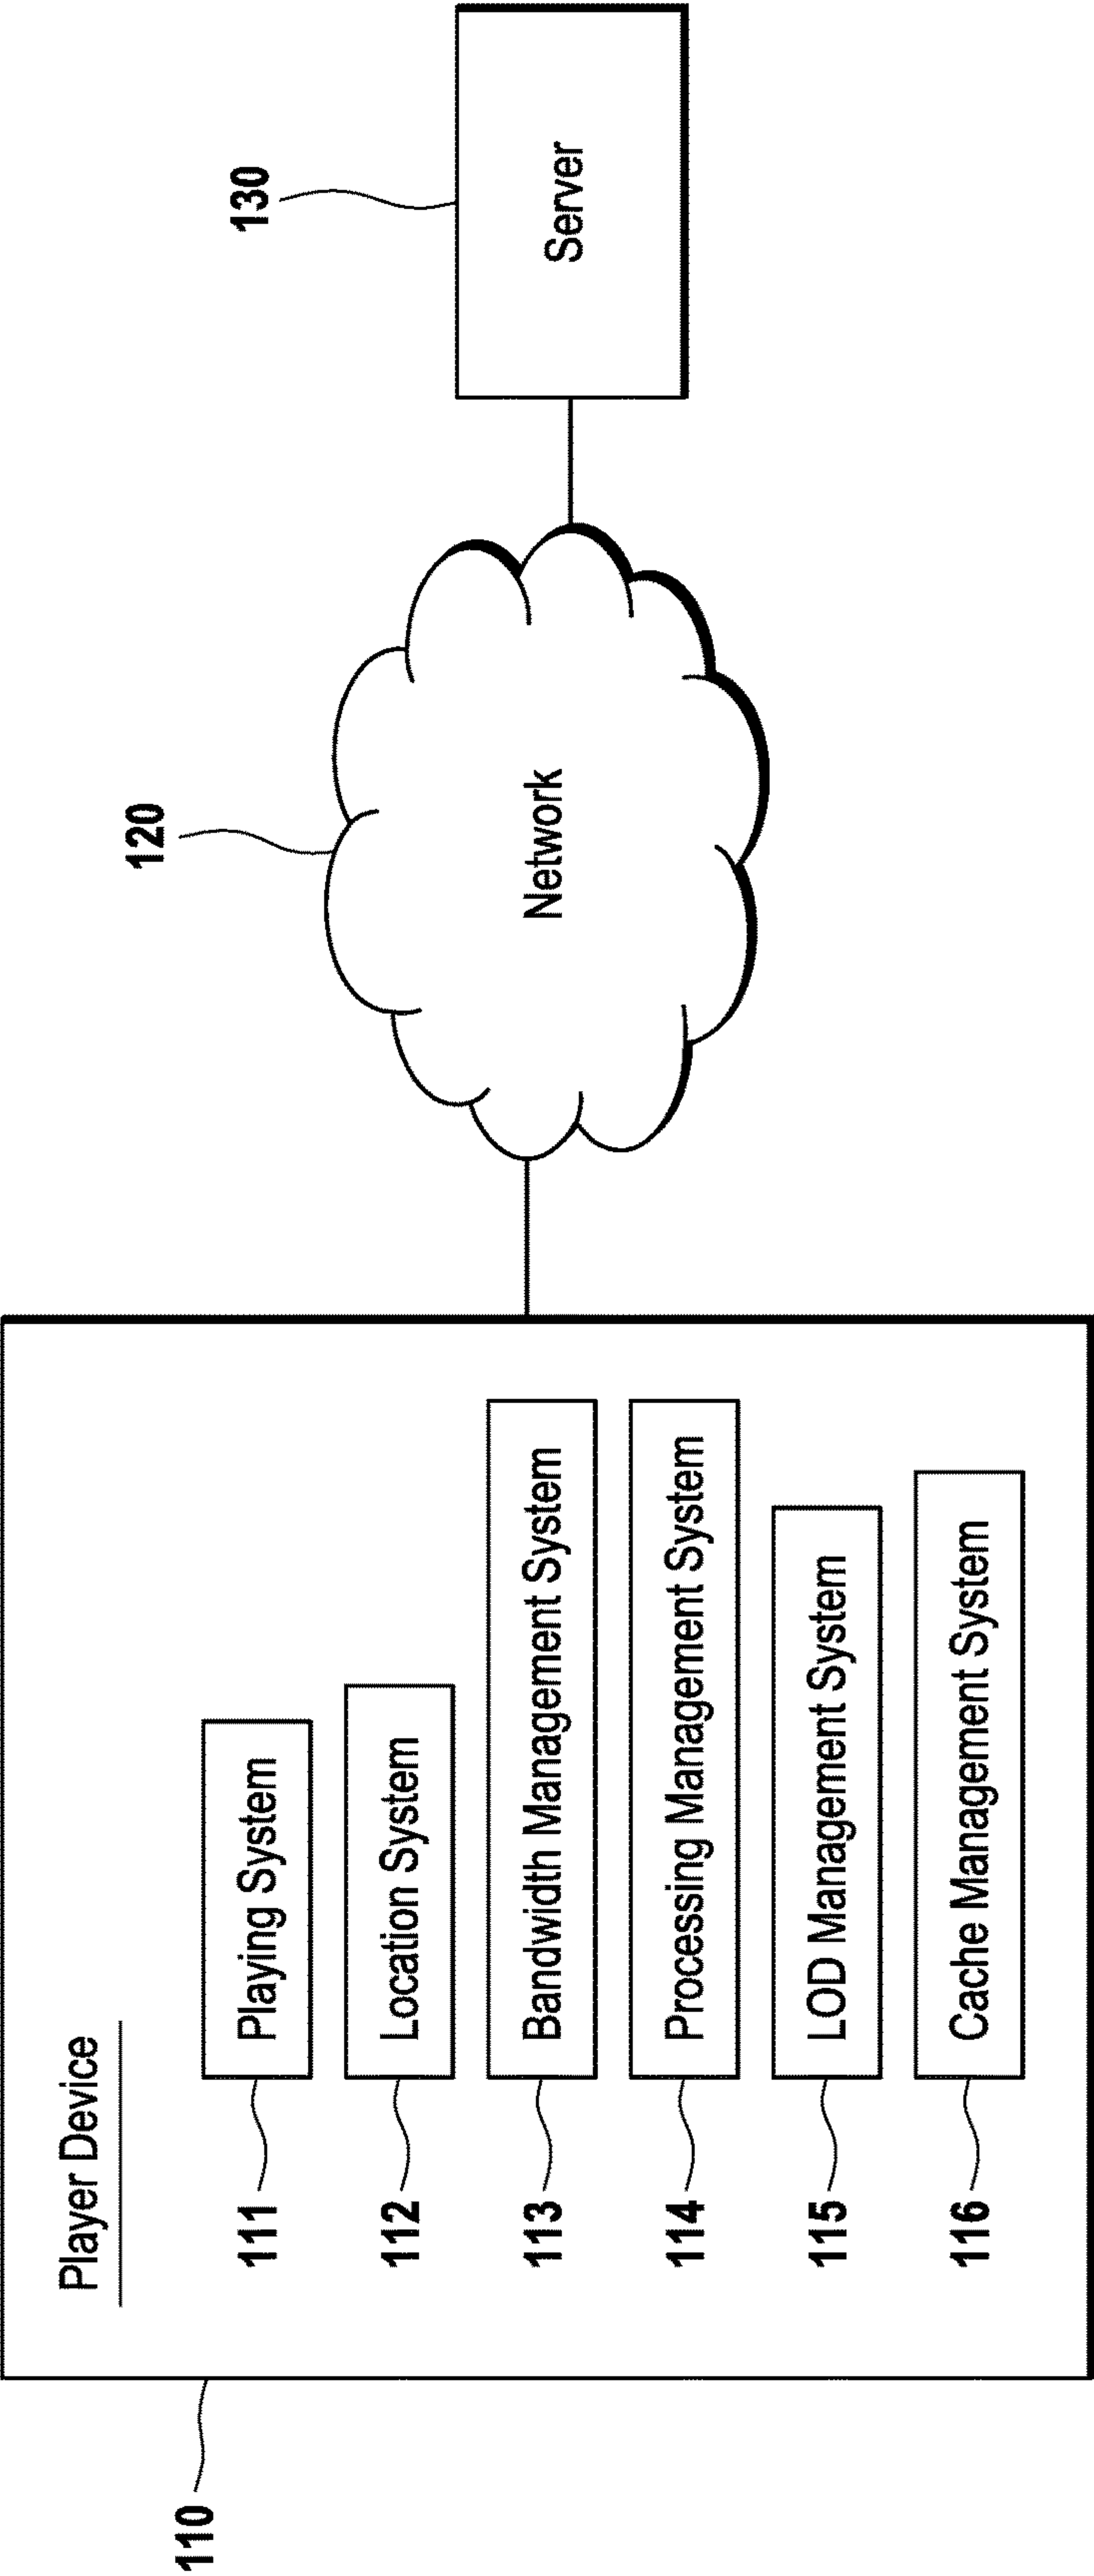 Player Device
110
111
Playing System
112
Location System
113
Bandwidth Management System
114
Processing Management System
115
LOD Management System
116
Cache Management System
120
Network
130
Server